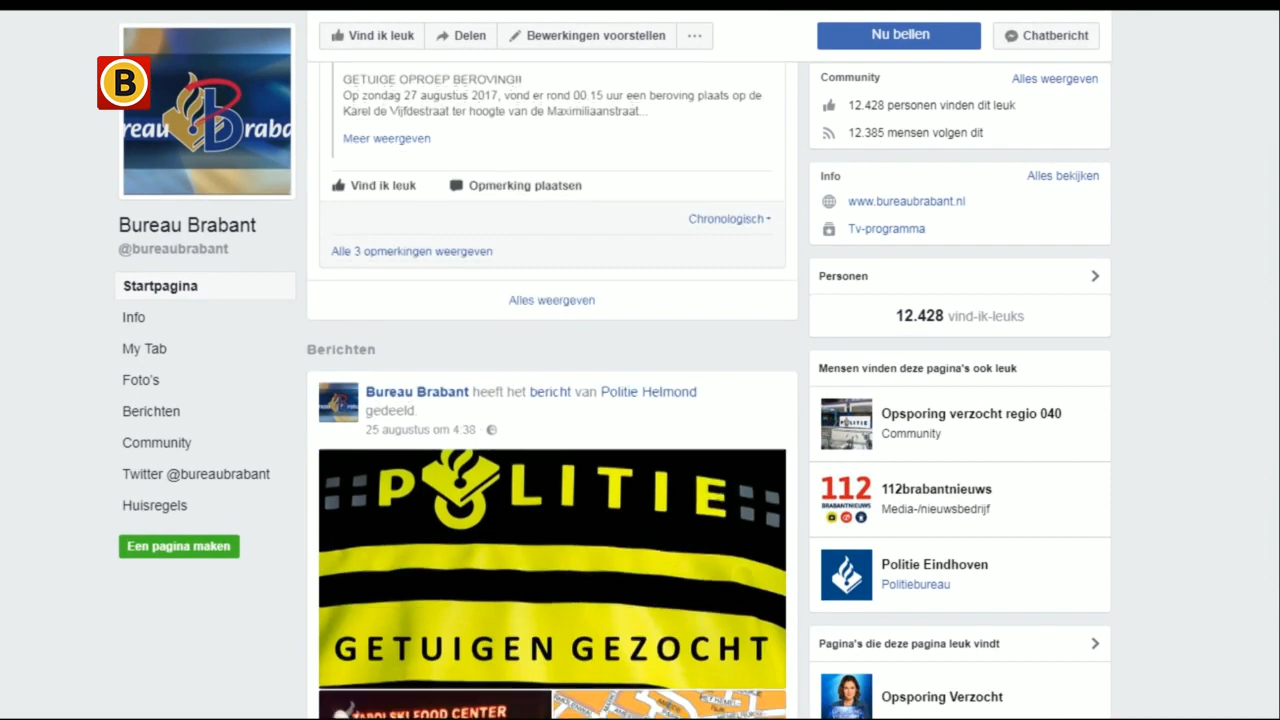 B
reau
B
raba
Bureau Brabant
@bureaubrabant
Startpagina
Info
My Tab
Foto's
Berichten
Community
Twitter @bureaubrabant
Huisregels
Een pagina maken
Vind ik leuk
Delen
Bewerkingen voorstellen
...
Nu bellen
Chatbericht
GETUIGE OPROEP BEROVING!!
Op zondag 27 augustus 2017, vond er rond 00.15 uur een beroving plaats op de
Karel de Vijfdestraat ter hoogte van de Maximiliaanstraat...
Meer weergeven
Vind ik leuk
Opmerking plaatsen
Chronologisch
Alle 3 opmerkingen weergeven
Alles weergeven
Berichten
Bureau Brabant heeft het bericht van Politie Helmond
gedeeld.
25 augustus om 4:38 ·
POLITIE
GETUIGEN GEZOCHT
FOOD CENTER
Community
Alles weergeven
12.428 personen vinden dit leuk
12.385 mensen volgen dit
Info
Alles bekijken
www.bureaubrabant.nl
Tv-programma
Personen
12.428 vind-ik-leuks
Mensen vinden deze pagina's ook leuk
POLITIE
Opsporing verzocht regio 040
Community
112
BRABANTNIEUWS
112brabantnieuws
Media-/nieuwsbedrijf
Politie Eindhoven
Politiebureau
Pagina's die deze pagina leuk vindt
Opsporing Verzocht